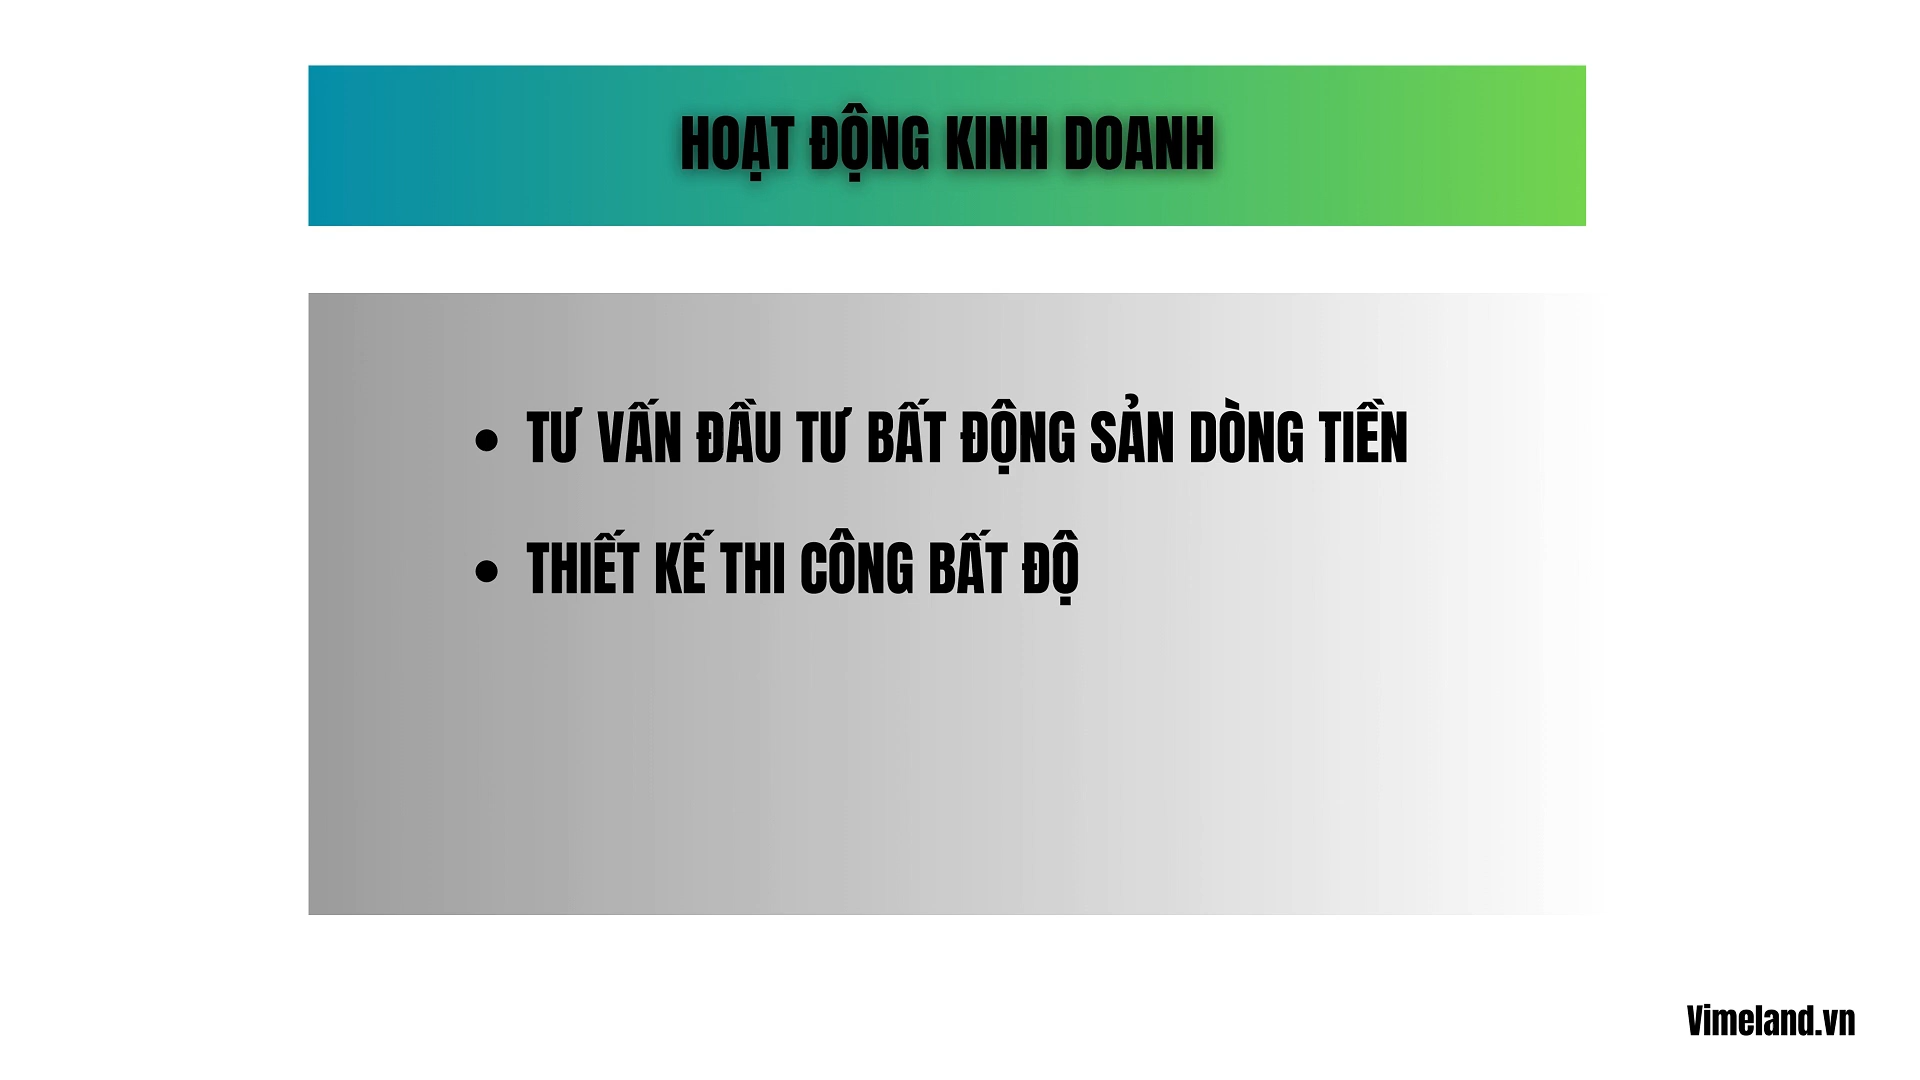 HOẠT ĐỘNG KINH DOANH
• TƯ VẤN ĐẦU TƯ BẤT ĐỘNG SẢN DÒNG TIỀN
• THIẾT KẾ THI CÔNG BẤT ĐỘ
Vimeland.vn